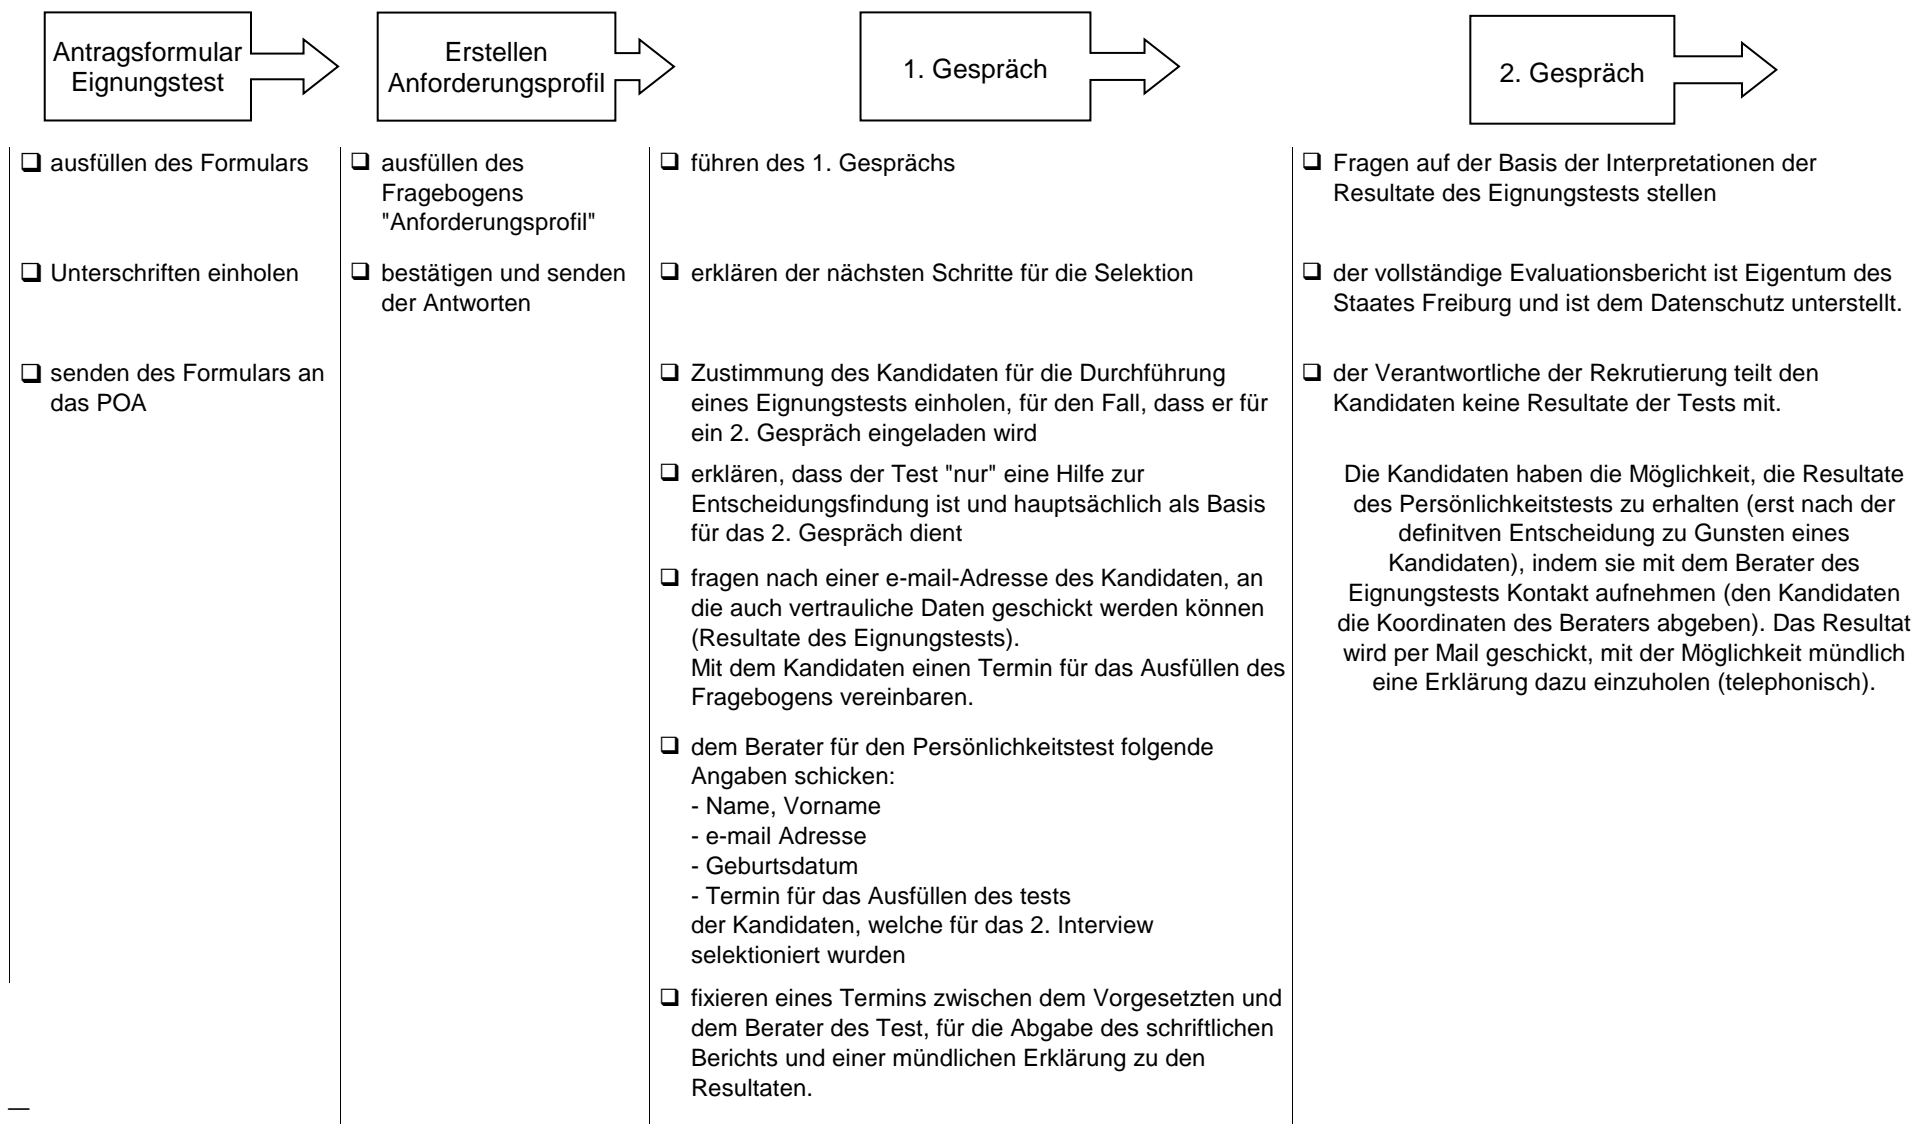 Antragsformular
Eignungstest
Erstellen
Anforderungsprofil
1. Gespräch
2. Gespräch
❑ ausfüllen des Formulars
❑ Unterschriften einholen
❑ senden des Formulars an
das POA
❑ ausfüllen des
Fragebogens
"Anforderungsprofil"
❑ bestätigen und senden
der Antworten
❑ führen des 1. Gesprächs
❑ erklären der nächsten Schritte für die Selektion
❑ Zustimmung des Kandidaten für die Durchführung
eines Eignungstests einholen, für den Fall, dass er für
ein 2. Gespräch eingeladen wird
❑ erklären, dass der Test "nur" eine Hilfe zur
Entscheidungsfindung ist und hauptsächlich als Basis
für das 2. Gespräch dient
❑ fragen nach einer e-mail-Adresse des Kandidaten, an
die auch vertrauliche Daten geschickt werden können
(Resultate des Eignungstests).
Mit dem Kandidaten einen Termin für das Ausfüllen des
Fragebogens vereinbaren.
❑ dem Berater für den Persönlichkeitstest folgende
Angaben schicken:
- Name, Vorname
- e-mail Adresse
- Geburtsdatum
- Termin für das Ausfüllen des tests
der Kandidaten, welche für das 2. Interview
selektioniert wurden
❑ fixieren eines Termins zwischen dem Vorgesetzten und
dem Berater des Test, für die Abgabe des schriftlichen
Berichts und einer mündlichen Erklärung zu den
Resultaten.
❑ Fragen auf der Basis der Interpretationen der
Resultate des Eignungstests stellen
❑ der vollständige Evaluationsbericht ist Eigentum des
Staates Freiburg und ist dem Datenschutz unterstellt.
❑ der Verantwortliche der Rekrutierung teilt den
Kandidaten keine Resultate der Tests mit.
Die Kandidaten haben die Möglichkeit, die Resultate
des Persönlichkeitstests zu erhalten (erst nach der
definitven Entscheidung zu Gunsten eines
Kandidaten), indem sie mit dem Berater des
Eignungstests Kontakt aufnehmen (den Kandidaten
die Koordinaten des Beraters abgeben). Das Resultat
wird per Mail geschickt, mit der Möglichkeit mündlich
eine Erklärung dazu einzuholen (telephonisch).
—